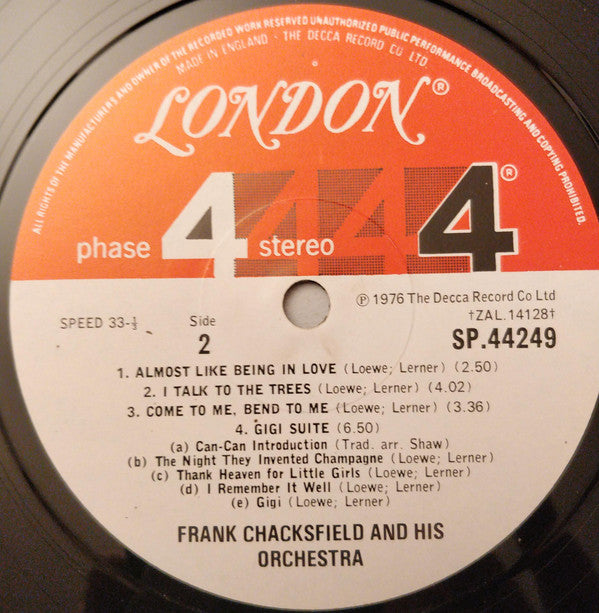 ALL RIGHTS OF THE MANUFACTURERS AND OWNER OF THE RECORDED WORK RESERVED UNAUTHORIZED PUBLIC PERFORMANCE BROADCASTING AND COPYING PROHIBITED.
MADE IN ENGLAND · THE DECCA RECORD CO LTD
LONDON®
phase 4 stereo 444®
℗ 1976 The Decca Record Co Ltd
†ZAL.14128†
SPEED 33-⅓
Side
2
SP.44249
1. ALMOST LIKE BEING IN LOVE (Loewe; Lerner) (2.50)
2. I TALK TO THE TREES (Loewe; Lerner) (4.02)
3. COME TO ME, BEND TO ME (Loewe; Lerner) (3.36)
4. GIGI SUITE (6.50)
(a) Can-Can Introduction (Trad. arr. Shaw)
(b) The Night They Invented Champagne (Loewe; Lerner)
(c) Thank Heaven for Little Girls (Loewe; Lerner)
(d) I Remember It Well (Loewe; Lerner)
(e) Gigi (Loewe; Lerner)
FRANK CHACKSFIELD AND HIS
ORCHESTRA